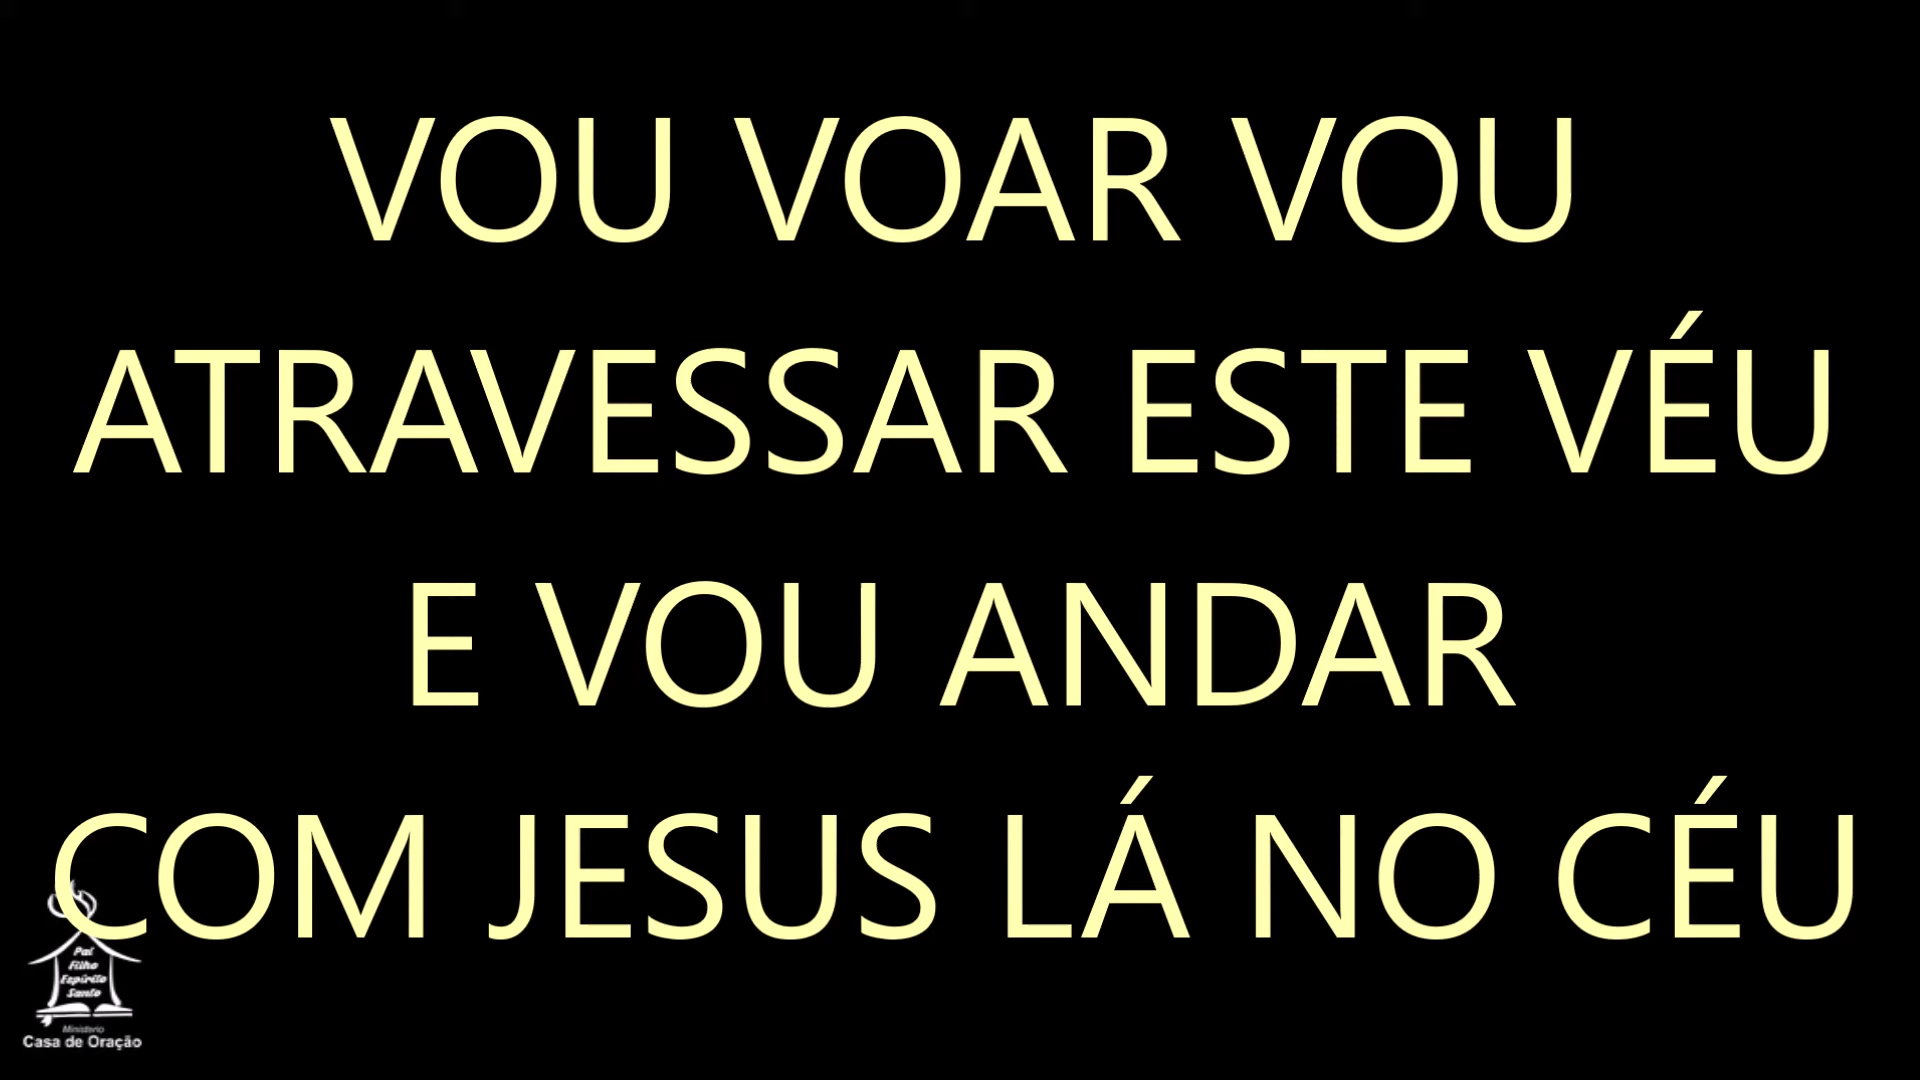 VOU VOAR VOU
ATRAVESSAR ESTE VÉU
E VOU ANDAR
COM JESUS LÁ NO CÉU
Pai
Filho
Espírito
Santo
Ministério
Casa de Oração